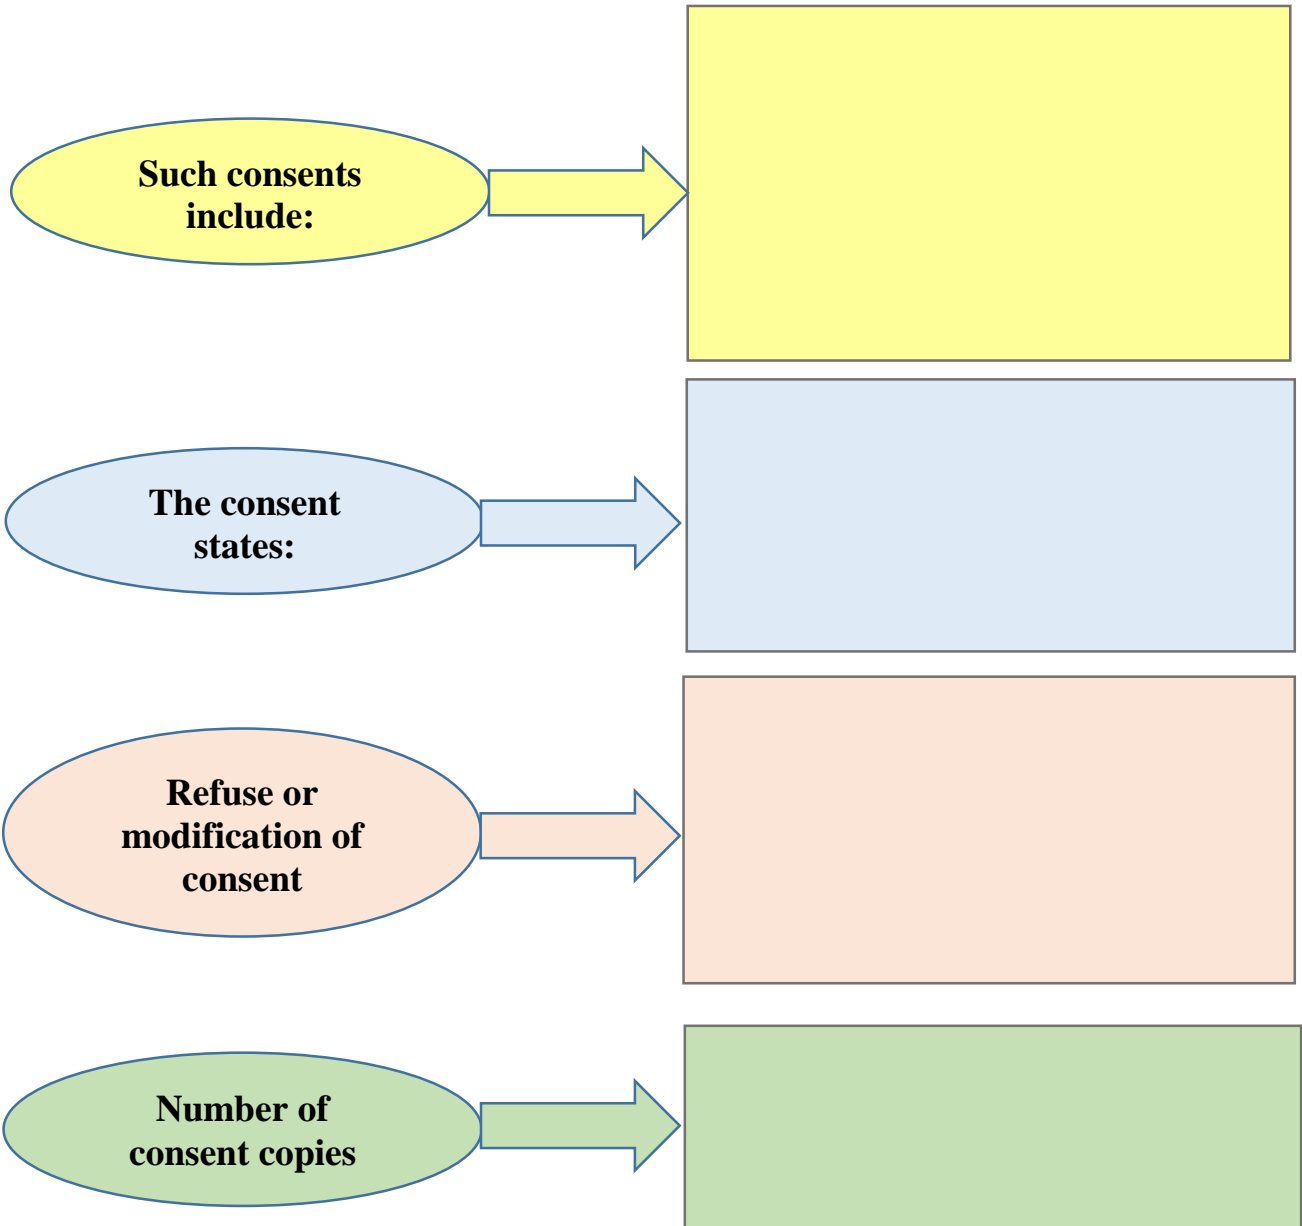 Such consents
include:
The consent
states:
Refuse or
modification of
consent
Number of
consent copies